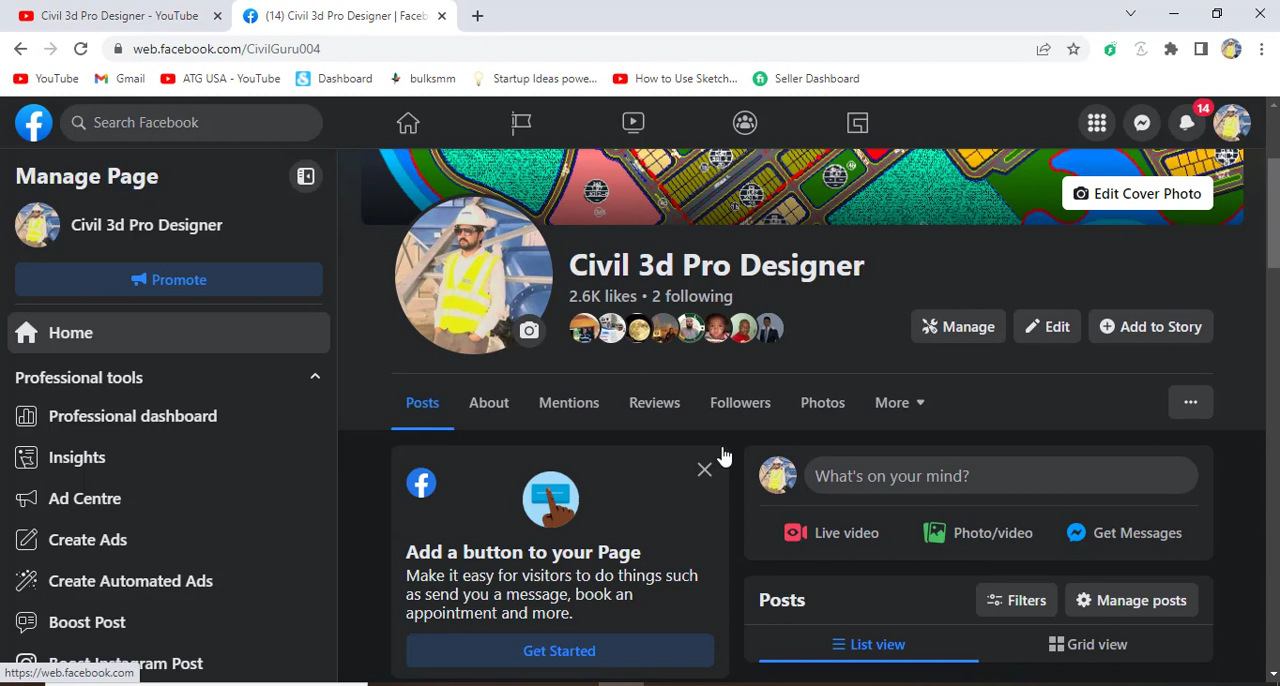 Civil 3d Pro Designer - YouTube
(14) Civil 3d Pro Designer | Faceb
web.facebook.com/CivilGuru004
YouTube
Gmail
ATG USA - YouTube
Dashboard
bulksmm
Startup Ideas powe...
How to Use Sketch...
Seller Dashboard
Search Facebook
14
Manage Page
Civil 3d Pro Designer
Promote
Home
Professional tools
Professional dashboard
Insights
Ad Centre
Create Ads
Create Automated Ads
Boost Post
Boost Instagram Post
https://web.facebook.com
Edit Cover Photo
Civil 3d Pro Designer
2.6K likes • 2 following
Manage
Edit
Add to Story
Posts
About
Mentions
Reviews
Followers
Photos
More
Add a button to your Page
Make it easy for visitors to do things such
as send you a message, book an
appointment and more.
Get Started
What's on your mind?
Live video
Photo/video
Get Messages
Posts
Filters
Manage posts
List view
Grid view